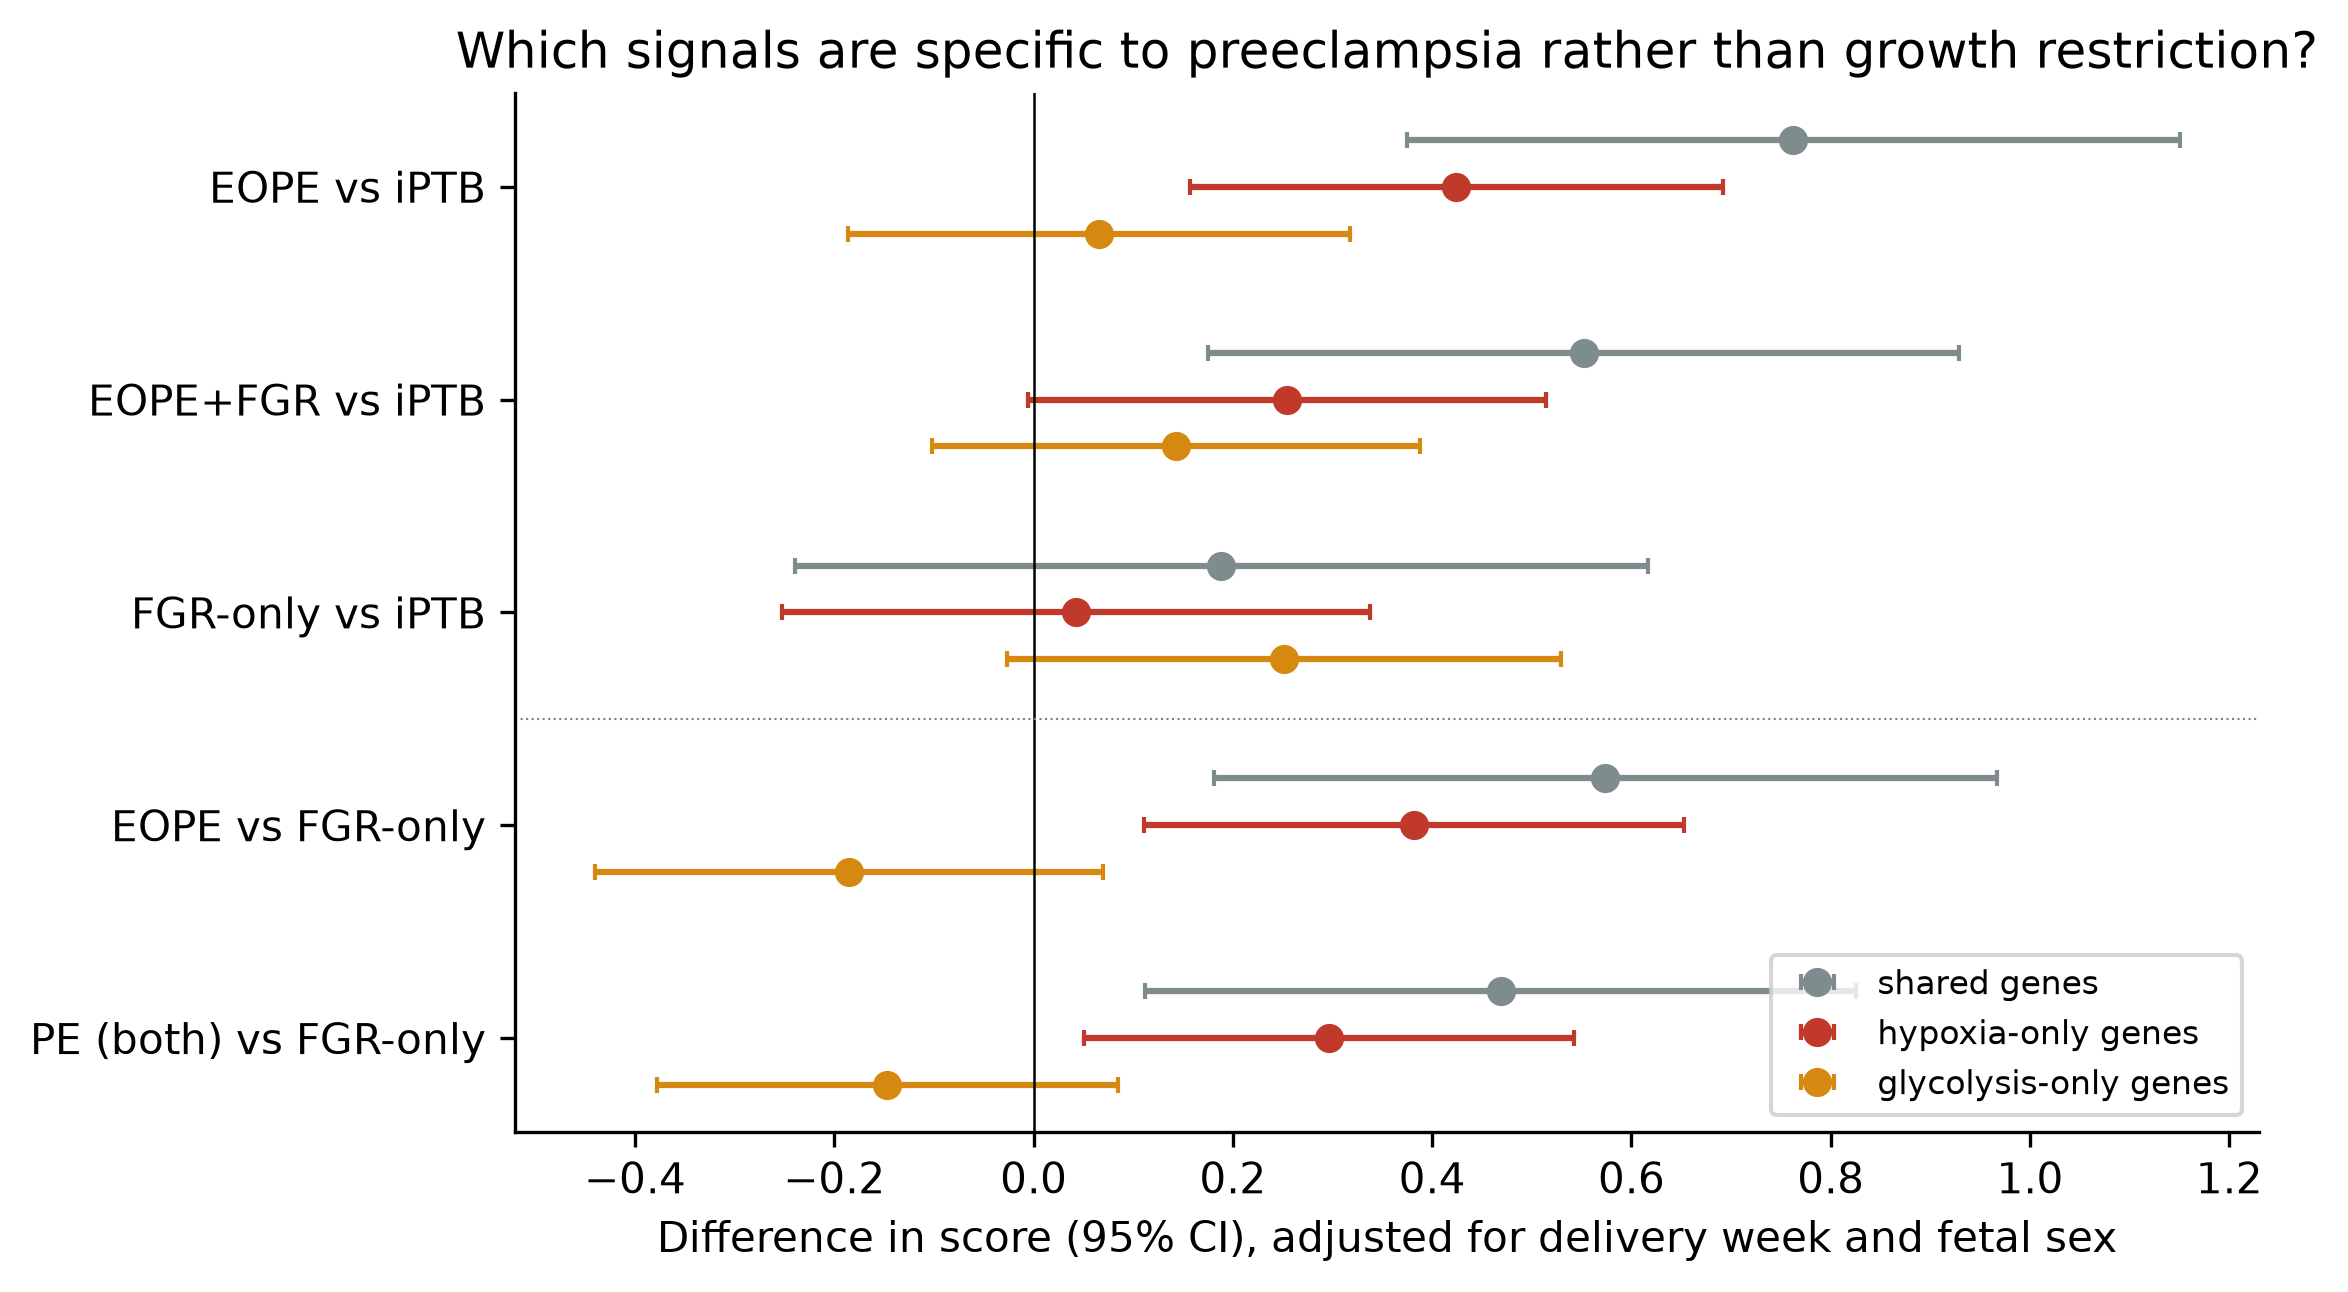 Which signals are specific to preeclampsia rather than growth restriction?
EOPE vs iPTB
EOPE+FGR vs iPTB
FGR-only vs iPTB
EOPE vs FGR-only
PE (both) vs FGR-only
shared genes
hypoxia-only genes
glycolysis-only genes
−0.4 −0.2 0.0 0.2 0.4 0.6 0.8 1.0 1.2
Difference in score (95% CI), adjusted for delivery week and fetal sex